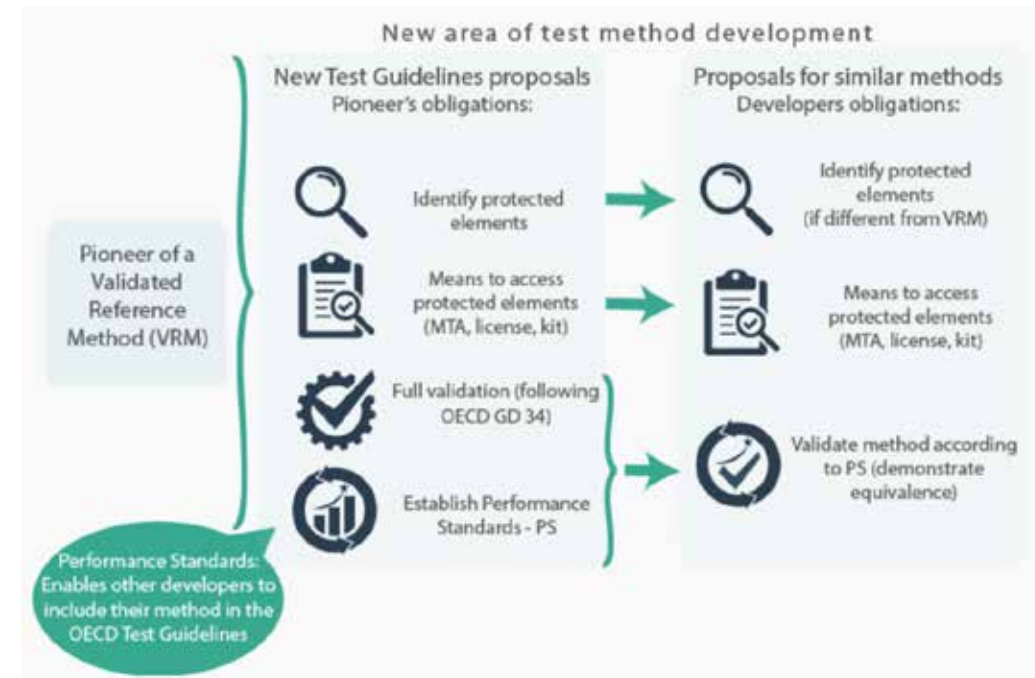 New area of test method development
New Test Guidelines proposals
Pioneer's obligations:
Identify protected
elements
Means to access
protected elements
(MTA, license, kit)
Full validation (following
OECD GD 34)
Establish Performance
Standards - PS
Proposals for similar methods
Developers obligations:
Identify protected
elements
(if different from VRM)
Means to access
protected elements
(MTA, license, kit)
Validate method according
to PS (demonstrate
equivalence)
Pioneer of a
Validated
Reference
Method (VRM)
Performance Standards:
Enables other developers to
include their method in the
OECD Test Guidelines